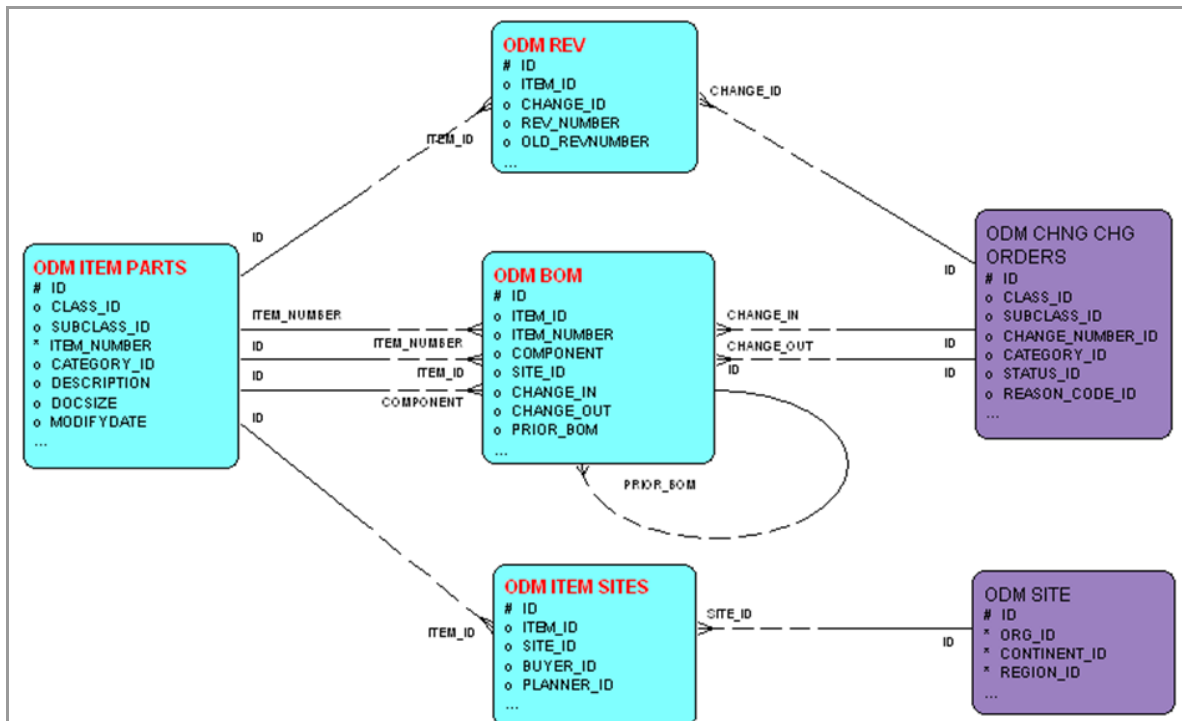 ODM REV
# ID
o ITEM_ID
o CHANGE_ID
o REV_NUMBER
o OLD_REVNUMBER
...
CHANGE_ID
ITEM_ID
ID
ID
ODM ITEM PARTS
# ID
o CLASS_ID
o SUBCLASS_ID
* ITEM_NUMBER
o CATEGORY_ID
o DESCRIPTION
o DOCSIZE
o MODIFYDATE
...
ITEM_NUMBER
ITEM_NUMBER
ID
ITEM_ID
ID
COMPONENT
ID
ODM BOM
# ID
o ITEM_ID
o ITEM_NUMBER
o COMPONENT
o SITE_ID
o CHANGE_IN
o CHANGE_OUT
o PRIOR_BOM
...
CHANGE_IN
ID
CHANGE_OUT
ID
ID
PRIOR_BOM
ODM CHNG CHG
ORDERS
# ID
o CLASS_ID
o SUBCLASS_ID
o CHANGE_NUMBER_ID
o CATEGORY_ID
o STATUS_ID
o REASON_CODE_ID
...
ITEM_ID
ODM ITEM SITES
# ID
o ITEM_ID
o SITE_ID
o BUYER_ID
o PLANNER_ID
...
SITE_ID
ID
ODM SITE
# ID
* ORG_ID
* CONTINENT_ID
* REGION_ID
...